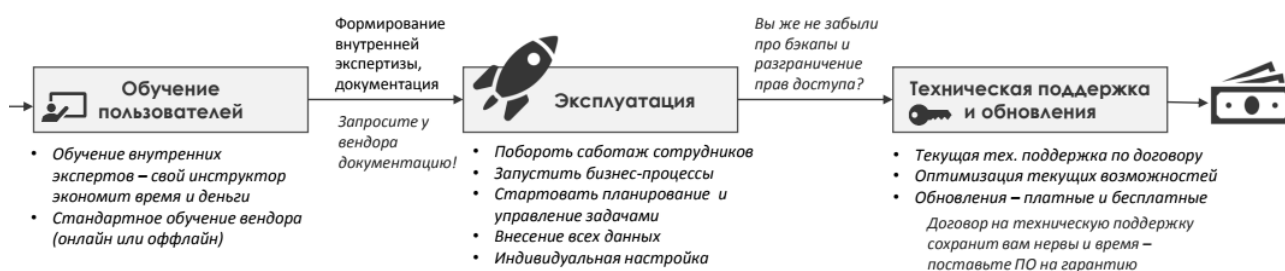 Обучение
пользователей
• Обучение внутренних
экспертов – свой инструктор
экономит время и деньги
• Стандартное обучение вендора
(онлайн или оффлайн)
Формирование
внутренней
экспертизы,
документация
Запросите у
вендора
документацию!
Эксплуатация
• Побороть саботаж сотрудников
• Запустить бизнес-процессы
• Стартовать планирование и
управление задачами
• Внесение всех данных
• Индивидуальная настройка
Вы же не забыли
про бэкапы и
разграничение
прав доступа?
Техническая поддержка
и обновления
• Текущая тех. поддержка по договору
• Оптимизация текущих возможностей
• Обновления – платные и бесплатные
Договор на техническую поддержку
сохранит вам нервы и время –
поставьте ПО на гарантию